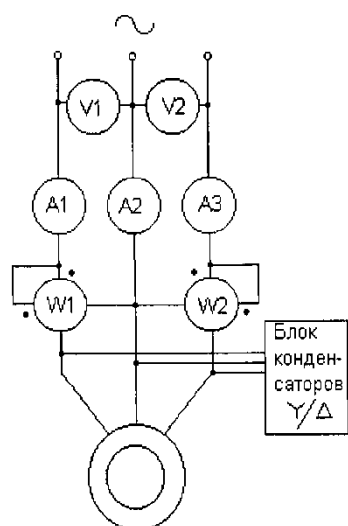 V1 V2
A1 A2 A3
W1 W2
Блок
конден-
саторов
Y/Δ